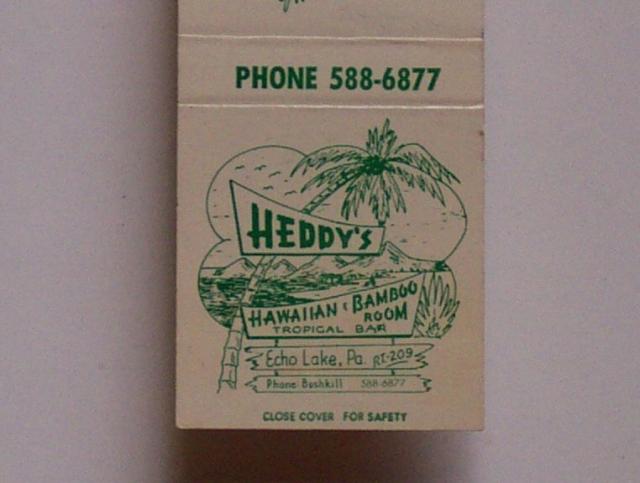 PHONE 588-6877
HEDDY'S
HAWAIIAN & BAMBOO
ROOM
TROPICAL BAR
Echo Lake, Pa. RT-209
Phone Bushkill 588-6877
CLOSE COVER FOR SAFETY